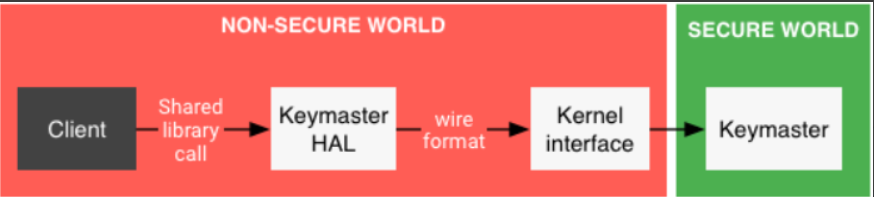 NON-SECURE WORLD
SECURE WORLD
Client
Shared
library
call
Keymaster
HAL
wire
format
Kernel
interface
Keymaster